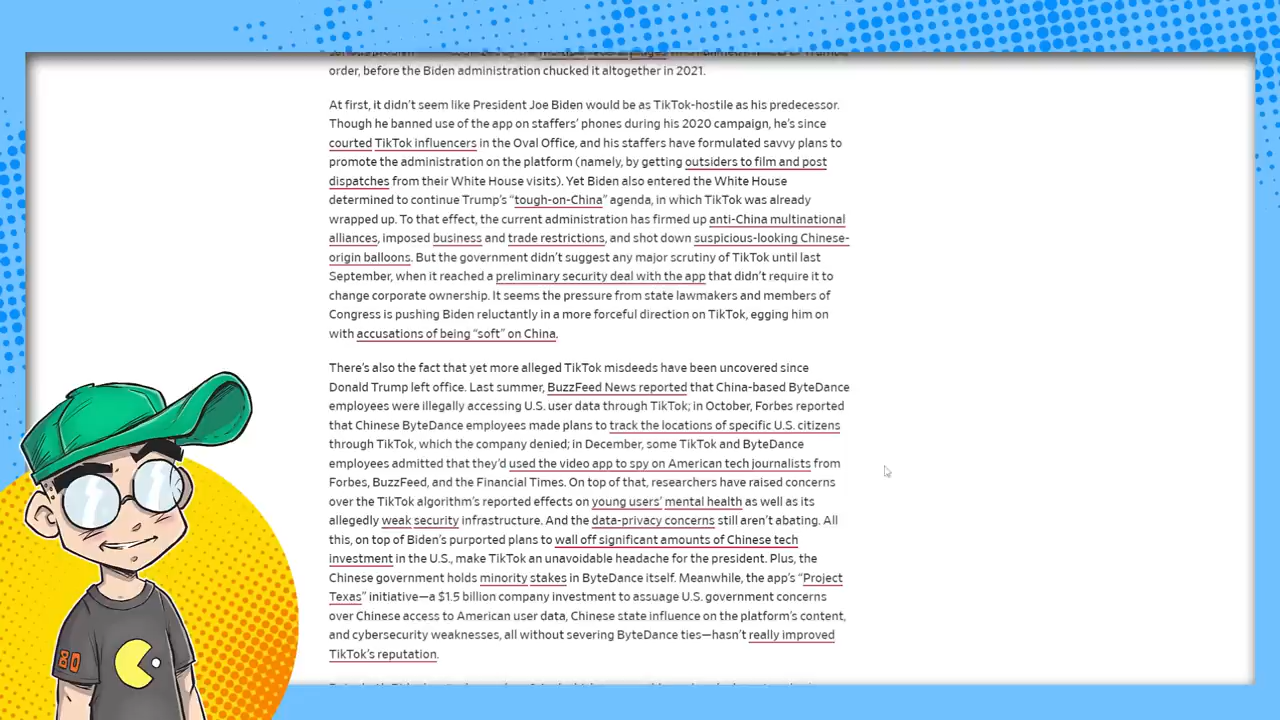 order, before the Biden administration chucked it altogether in 2021.
At first, it didn't seem like President Joe Biden would be as TikTok-hostile as his predecessor.
Though he banned use of the app on staffers' phones during his 2020 campaign, he's since
courted TikTok influencers in the Oval Office, and his staffers have formulated savvy plans to
promote the administration on the platform (namely, by getting outsiders to film and post
dispatches from their White House visits). Yet Biden also entered the White House
determined to continue Trump's “tough-on-China” agenda, in which TikTok was already
wrapped up. To that effect, the current administration has firmed up anti-China multinational
alliances, imposed business and trade restrictions, and shot down suspicious-looking Chinese-
origin balloons. But the government didn't suggest any major scrutiny of TikTok until last
September, when it reached a preliminary security deal with the app that didn't require it to
change corporate ownership. It seems the pressure from state lawmakers and members of
Congress is pushing Biden reluctantly in a more forceful direction on TikTok, egging him on
with accusations of being “soft” on China.
There's also the fact that yet more alleged TikTok misdeeds have been uncovered since
Donald Trump left office. Last summer, BuzzFeed News reported that China-based ByteDance
employees were illegally accessing U.S. user data through TikTok; in October, Forbes reported
that Chinese ByteDance employees made plans to track the locations of specific U.S. citizens
through TikTok, which the company denied; in December, some TikTok and ByteDance
employees admitted that they'd used the video app to spy on American tech journalists from
Forbes, BuzzFeed, and the Financial Times. On top of that, researchers have raised concerns
over the TikTok algorithm's reported effects on young users' mental health as well as its
allegedly weak security infrastructure. And the data-privacy concerns still aren't abating. All
this, on top of Biden's purported plans to wall off significant amounts of Chinese tech
investment in the U.S., make TikTok an unavoidable headache for the president. Plus, the
Chinese government holds minority stakes in ByteDance itself. Meanwhile, the app's “Project
Texas” initiative—a $1.5 billion company investment to assuage U.S. government concerns
over Chinese access to American user data, Chinese state influence on the platform's content,
and cybersecurity weaknesses, all without severing ByteDance ties—hasn't really improved
TikTok's reputation.
80